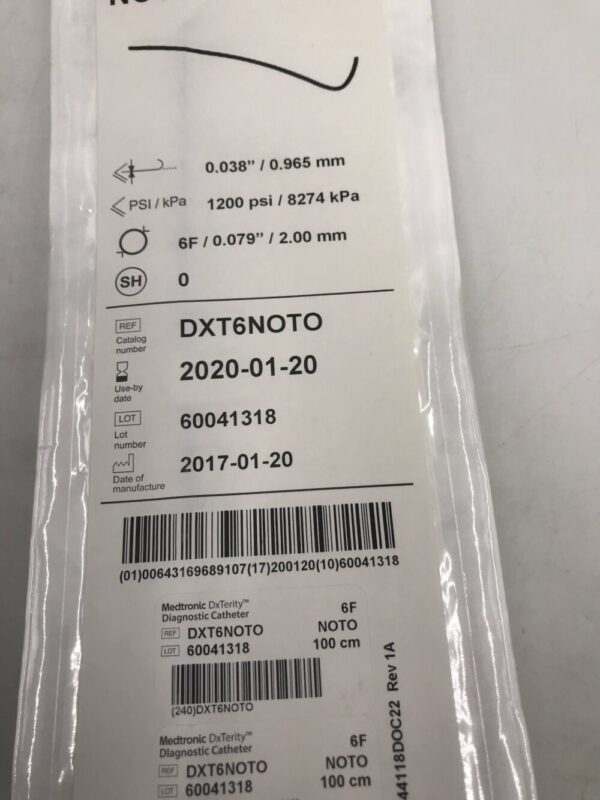 0.038" / 0.965 mm
PSI / kPa 1200 psi / 8274 kPa
6F / 0.079" / 2.00 mm
SH 0
REF DXT6NOTO
Catalog
number
2020-01-20
Use-by
date
LOT 60041318
Lot
number
2017-01-20
Date of
manufacture
(01)00643169689107(17)200120(10)60041318
Medtronic DxTerity™ 6F
Diagnostic Catheter NOTO
REF DXT6NOTO 100 cm
LOT 60041318
(240)DXT6NOTO
Medtronic DxTerity™ 6F
Diagnostic Catheter NOTO
REF DXT6NOTO 100 cm
LOT 60041318
44118DOC22 Rev 1A